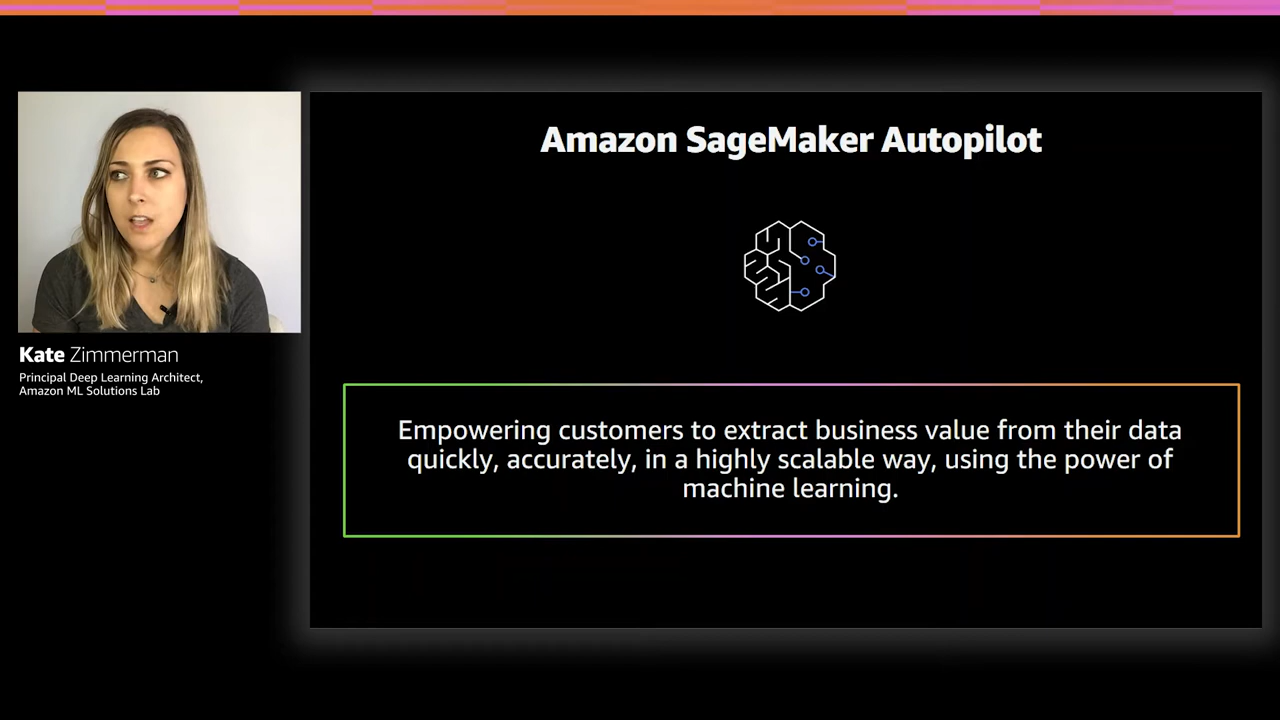 Amazon SageMaker Autopilot
Kate Zimmerman
Principal Deep Learning Architect,
Amazon ML Solutions Lab
Empowering customers to extract business value from their data
quickly, accurately, in a highly scalable way, using the power of
machine learning.